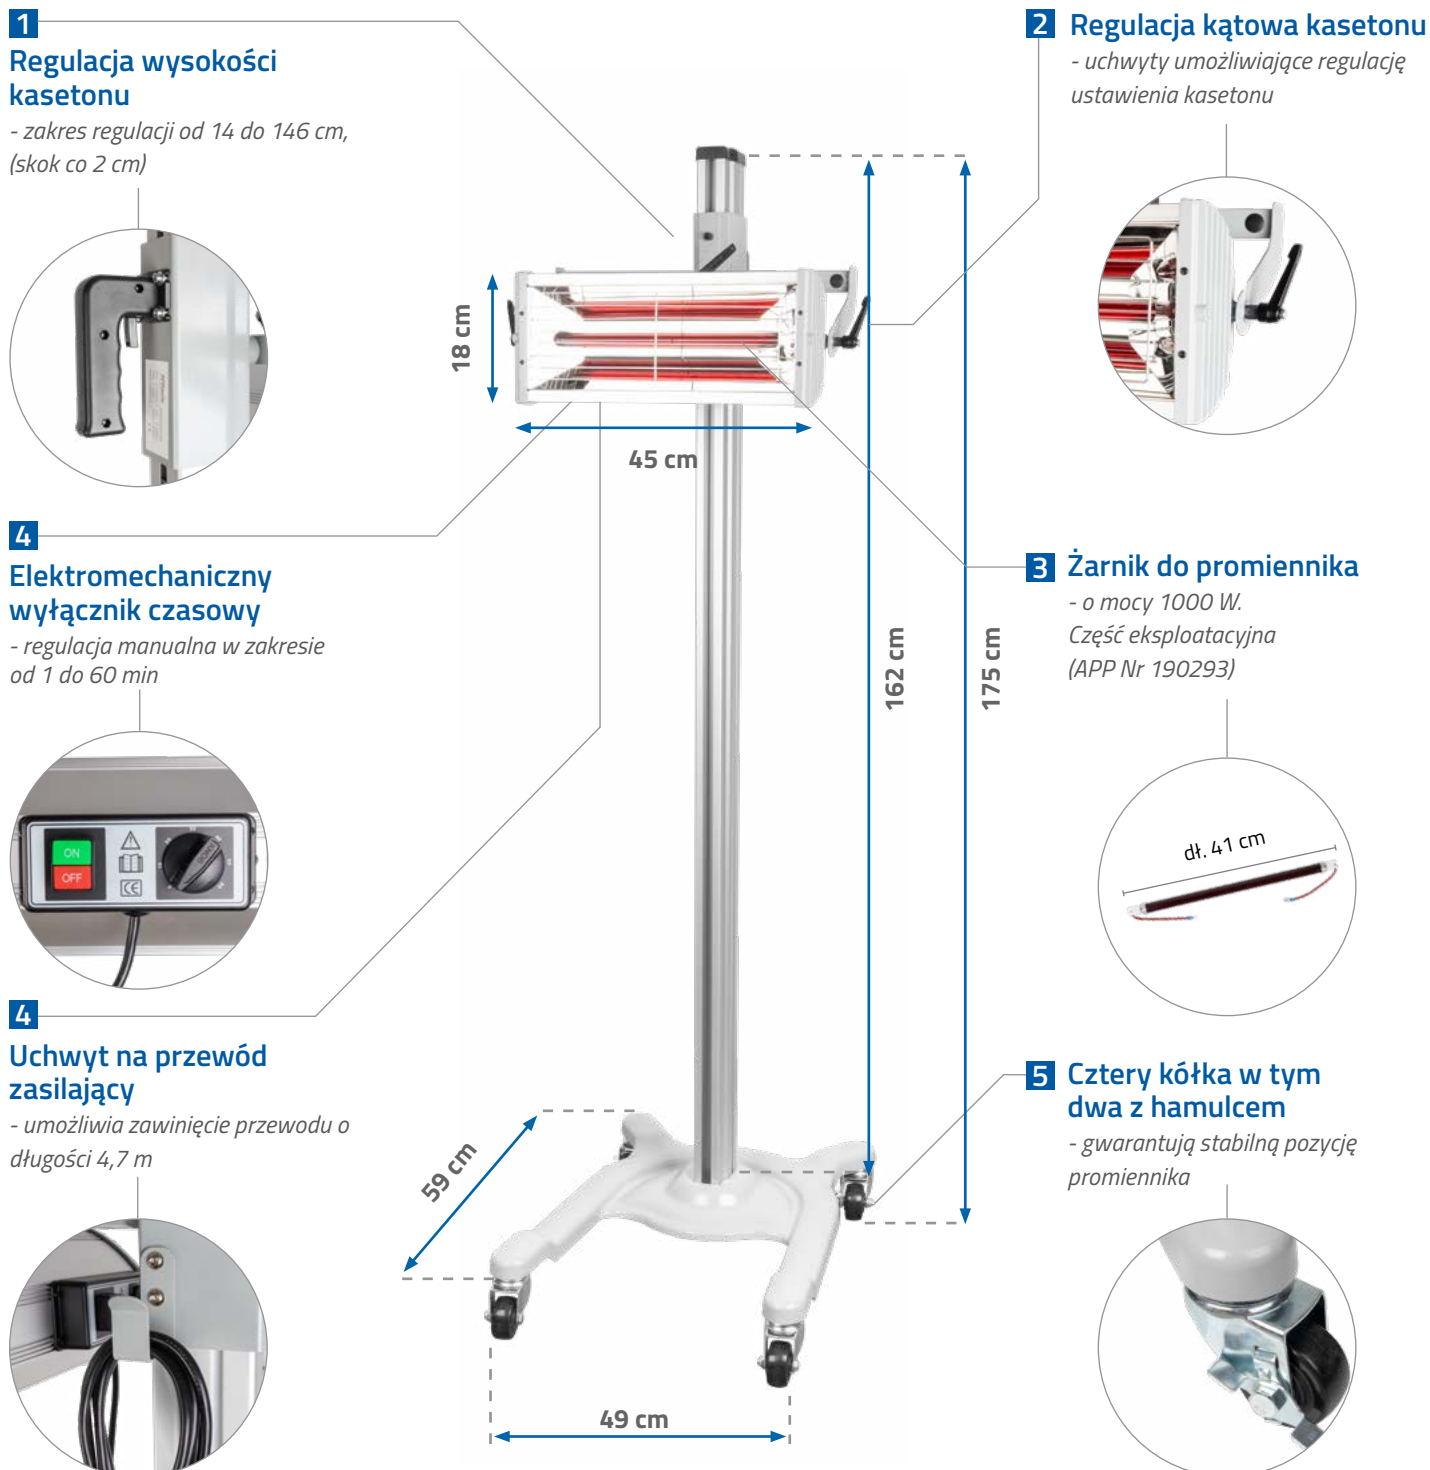 1
Regulacja wysokości
kasetonu
- zakres regulacji od 14 do 146 cm,
(skok co 2 cm)
2 Regulacja kątowa kasetonu
- uchwyty umożliwiające regulację
ustawienia kasetonu
18 cm
45 cm
162 cm
175 cm
59 cm
49 cm
4
Elektromechaniczny
wyłącznik czasowy
- regulacja manualna w zakresie
od 1 do 60 min
ON
OFF
CE
3 Żarnik do promiennika
- o mocy 1000 W.
Część eksploatacyjna
(APP Nr 190293)
dł. 41 cm
4
Uchwyt na przewód
zasilający
- umożliwia zawinięcie przewodu o
długości 4,7 m
5 Cztery kółka w tym
dwa z hamulcem
- gwarantują stabilną pozycję
promiennika